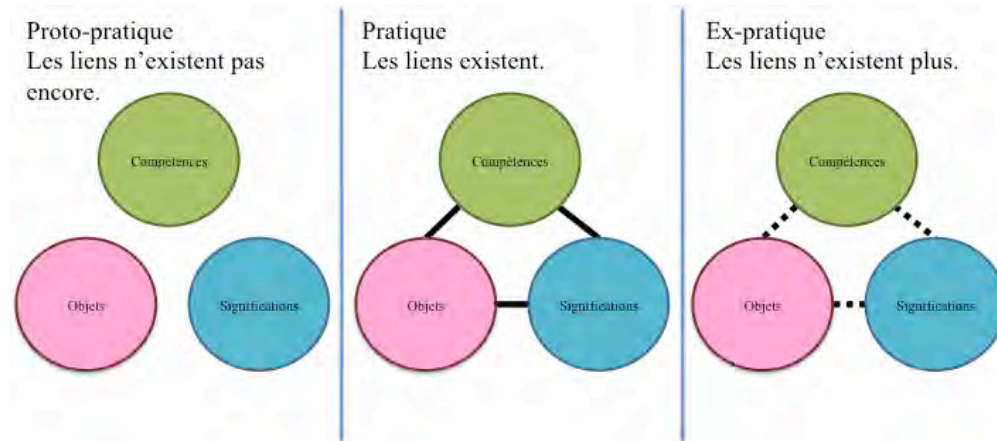 Proto-pratique
Les liens n'existent pas
encore.
Compétences
Objets
Significations
Pratique
Les liens existent.
Compétences
Objets
Significations
Ex-pratique
Les liens n'existent plus.
Compétences
Objets
Significations